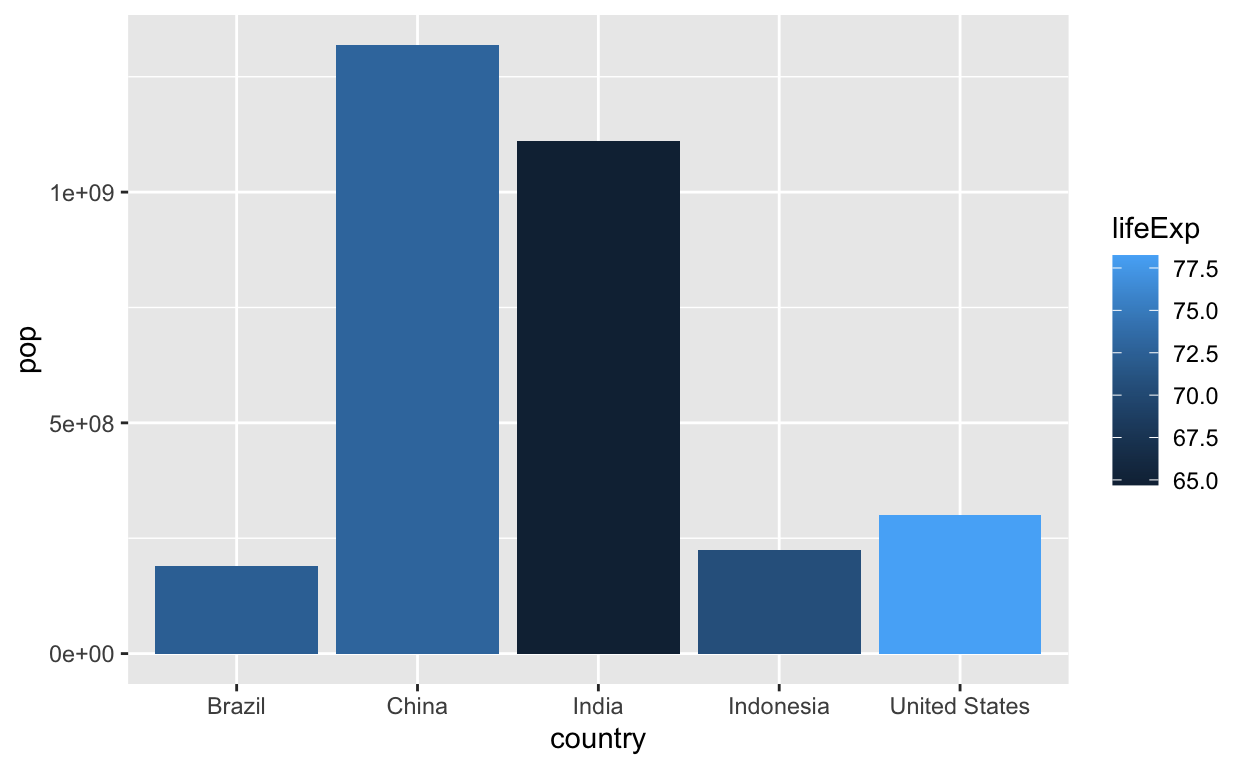 pop
1e+09
5e+08
0e+00
Brazil China India Indonesia United States
country
lifeExp
77.5
75.0
72.5
70.0
67.5
65.0